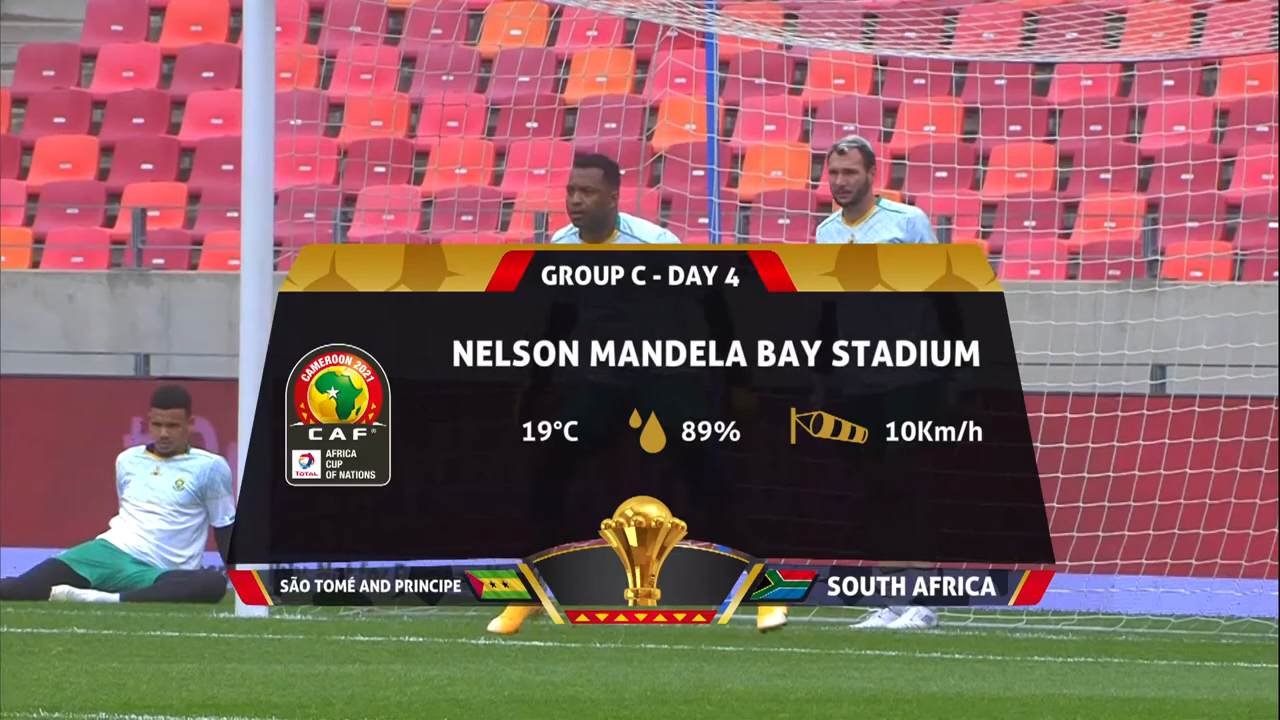 GROUP C - DAY 4
NELSON MANDELA BAY STADIUM
19°C
89%
10Km/h
CAMEROON 2021
CAF
TOTAL
AFRICA
CUP
OF NATIONS
SÃO TOMÉ AND PRINCIPE
SOUTH AFRICA